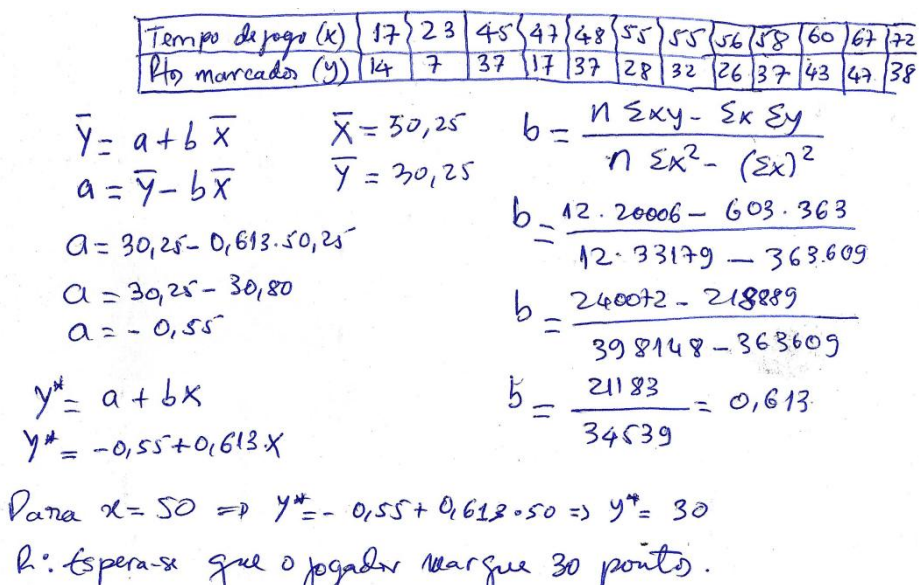 Tempo de jogo (x) | 17 | 23 | 45 | 47 | 48 | 55 | 55 | 56 | 58 | 60 | 67 | 72
Pto marcados (y) | 14 | 7 | 37 | 17 | 37 | 28 | 32 | 26 | 37 | 43 | 47 | 38
Y̅ = a + b X̅
X̅ = 50,25
b = (n Σxy - Σx Σy) / (n Σx² - (Σx)²)
a = Y̅ - bX̅
Y̅ = 30,25
a = 30,25 - 0,613.50,25
b = (12.20006 - 603.363) / (12.33179 - 363.609)
a = 30,25 - 30,80
a = - 0,55
b = (240072 - 218889) / (398148 - 363609)
y* = a + bx
b = 21183 / 34539 = 0,613
y* = -0,55+0,613.x
Para x = 50 => y* = - 0,55 + 0,613.50 => y* = 30
R: Espera-se que o jogador marque 30 pontos.